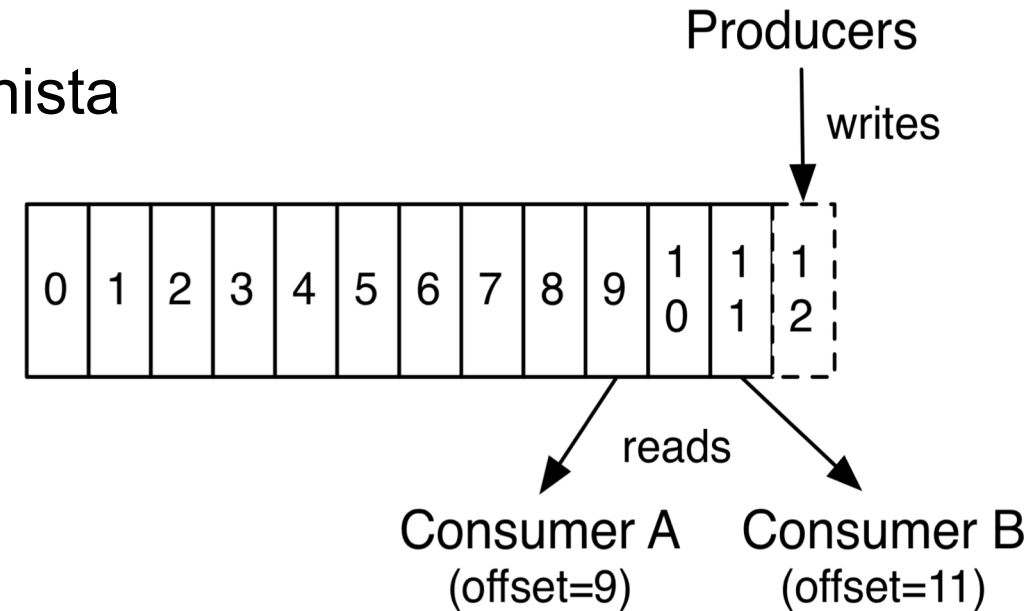 Producers
nista
writes
0 1 2 3 4 5 6 7 8 9 10 11 12
reads
Consumer A Consumer B
(offset=9) (offset=11)